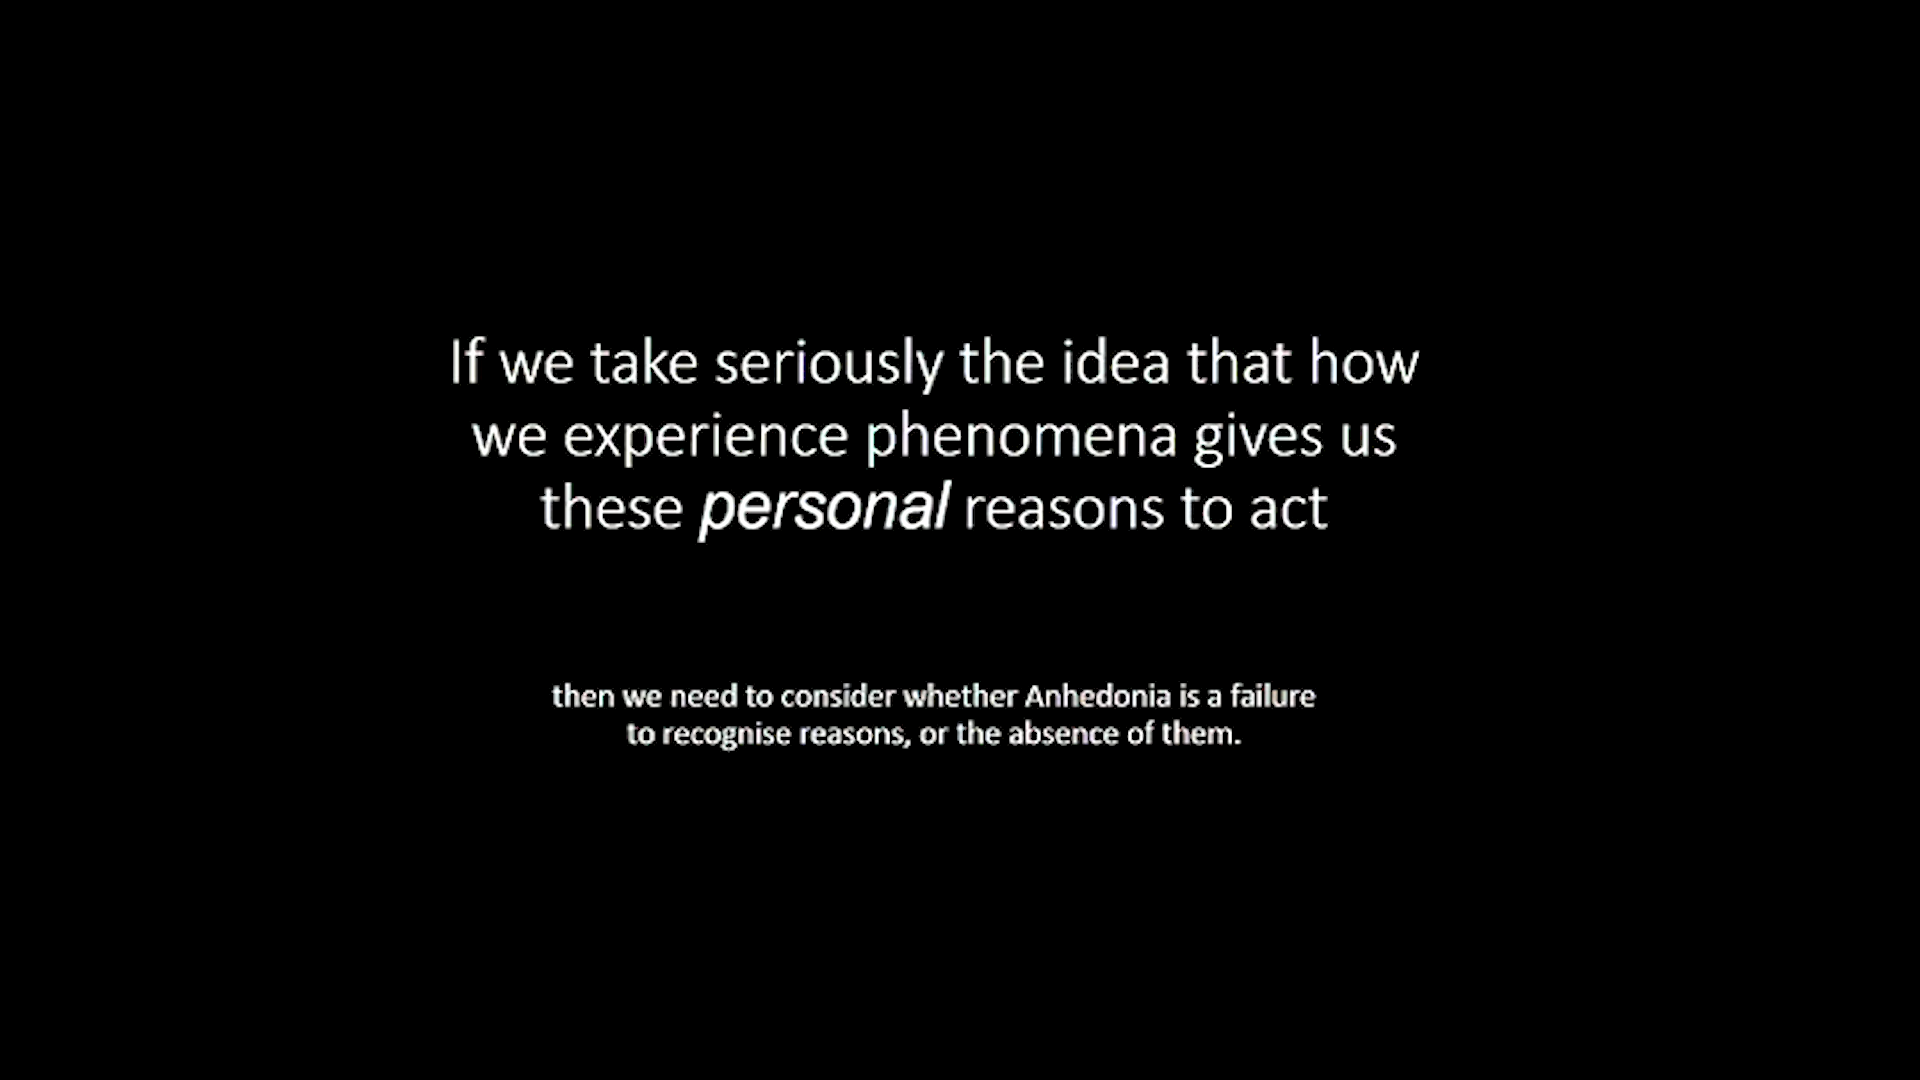 If we take seriously the idea that how
we experience phenomena gives us
these personal reasons to act
then we need to consider whether Anhedonia is a failure
to recognise reasons, or the absence of them.